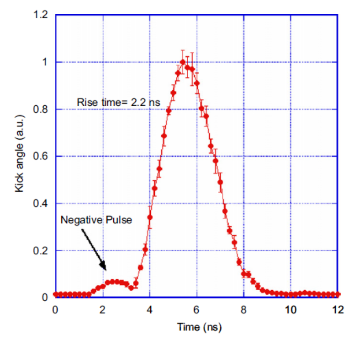 1.2
1
0.8
0.6
0.4
0.2
0
Kick angle (a.u.)
Rise time= 2.2 ns
Negative Pulse
0 2 4 6 8 10 12
Time (ns)